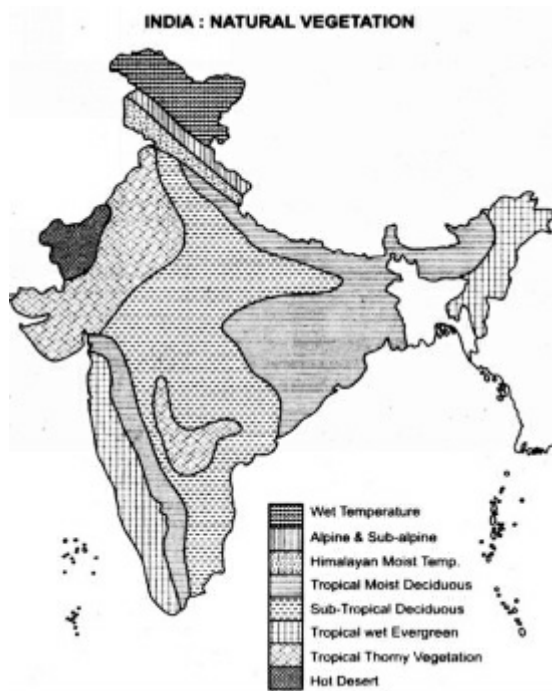 INDIA : NATURAL VEGETATION
Wet Temperature
Alpine & Sub-alpine
Himalayan Moist Temp.
Tropical Moist Deciduous
Sub-Tropical Deciduous
Tropical wet Evergreen
Tropical Thorny Vegetation
Hot Desert